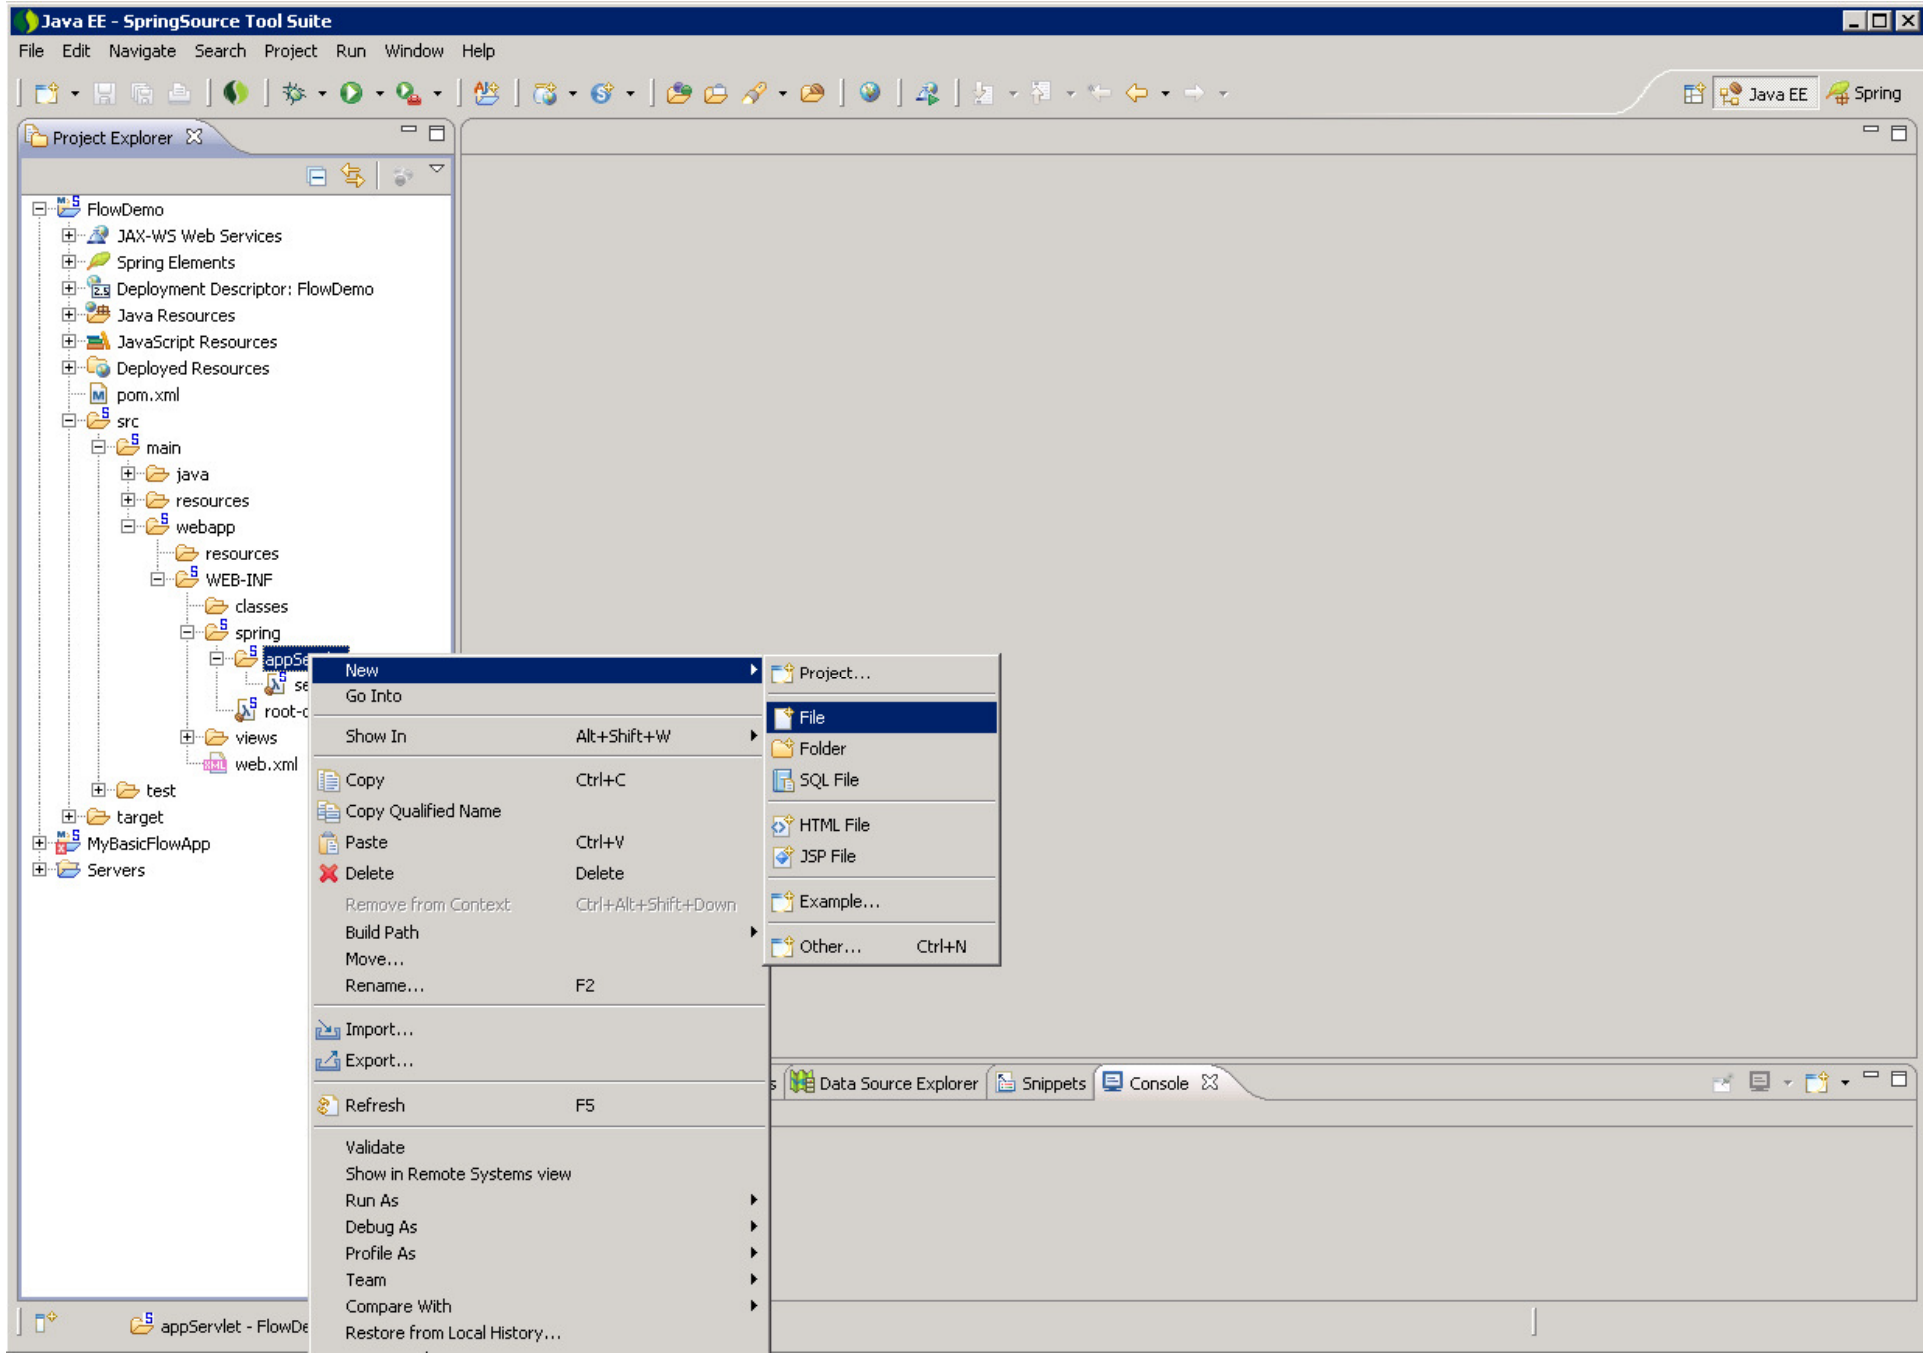 Java EE - SpringSource Tool Suite
File Edit Navigate Search Project Run Window Help
Java EE Spring
Project Explorer
FlowDemo
JAX-WS Web Services
Spring Elements
Deployment Descriptor: FlowDemo
Java Resources
JavaScript Resources
Deployed Resources
pom.xml
src
main
java
resources
webapp
resources
WEB-INF
classes
spring
appSe
se
root-c
views
web.xml
test
target
MyBasicFlowApp
Servers
New
Go Into
Show In Alt+Shift+W
Copy Ctrl+C
Copy Qualified Name
Paste Ctrl+V
Delete Delete
Remove from Context Ctrl+Alt+Shift+Down
Build Path
Move...
Rename... F2
Import...
Export...
Refresh F5
Validate
Show in Remote Systems view
Run As
Debug As
Profile As
Team
Compare With
Restore from Local History...
Project...
File
Folder
SQL File
HTML File
JSP File
Example...
Other... Ctrl+N
s Data Source Explorer Snippets Console
appServlet - FlowDe